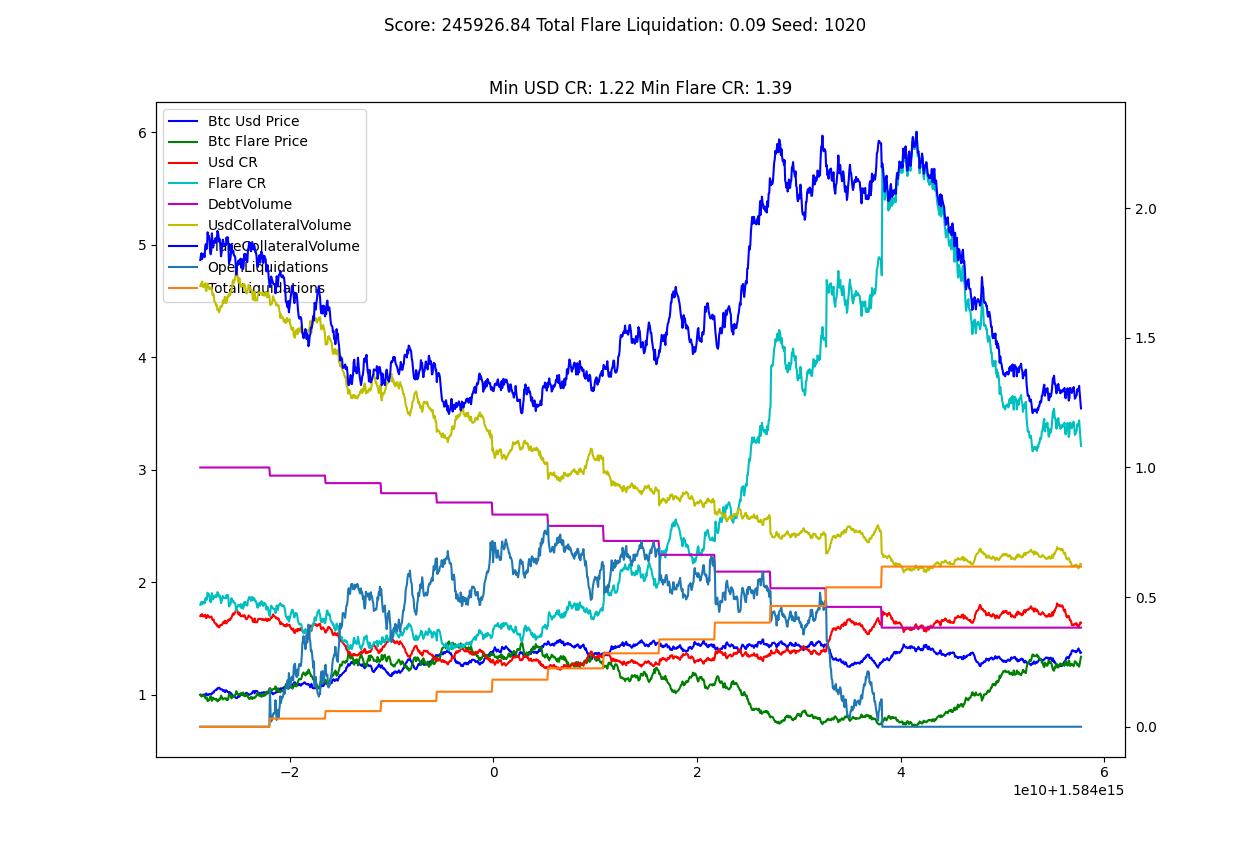 Score: 245926.84 Total Flare Liquidation: 0.09 Seed: 1020
Min USD CR: 1.22 Min Flare CR: 1.39
Btc Usd Price
Btc Flare Price
Usd CR
Flare CR
DebtVolume
UsdCollateralVolume
FlareCollateralVolume
OpenLiquidations
TotalLiquidations
6
5
4
3
2
1
2.0
1.5
1.0
0.5
0.0
−2
0
2
4
6
1e10+1.584e15